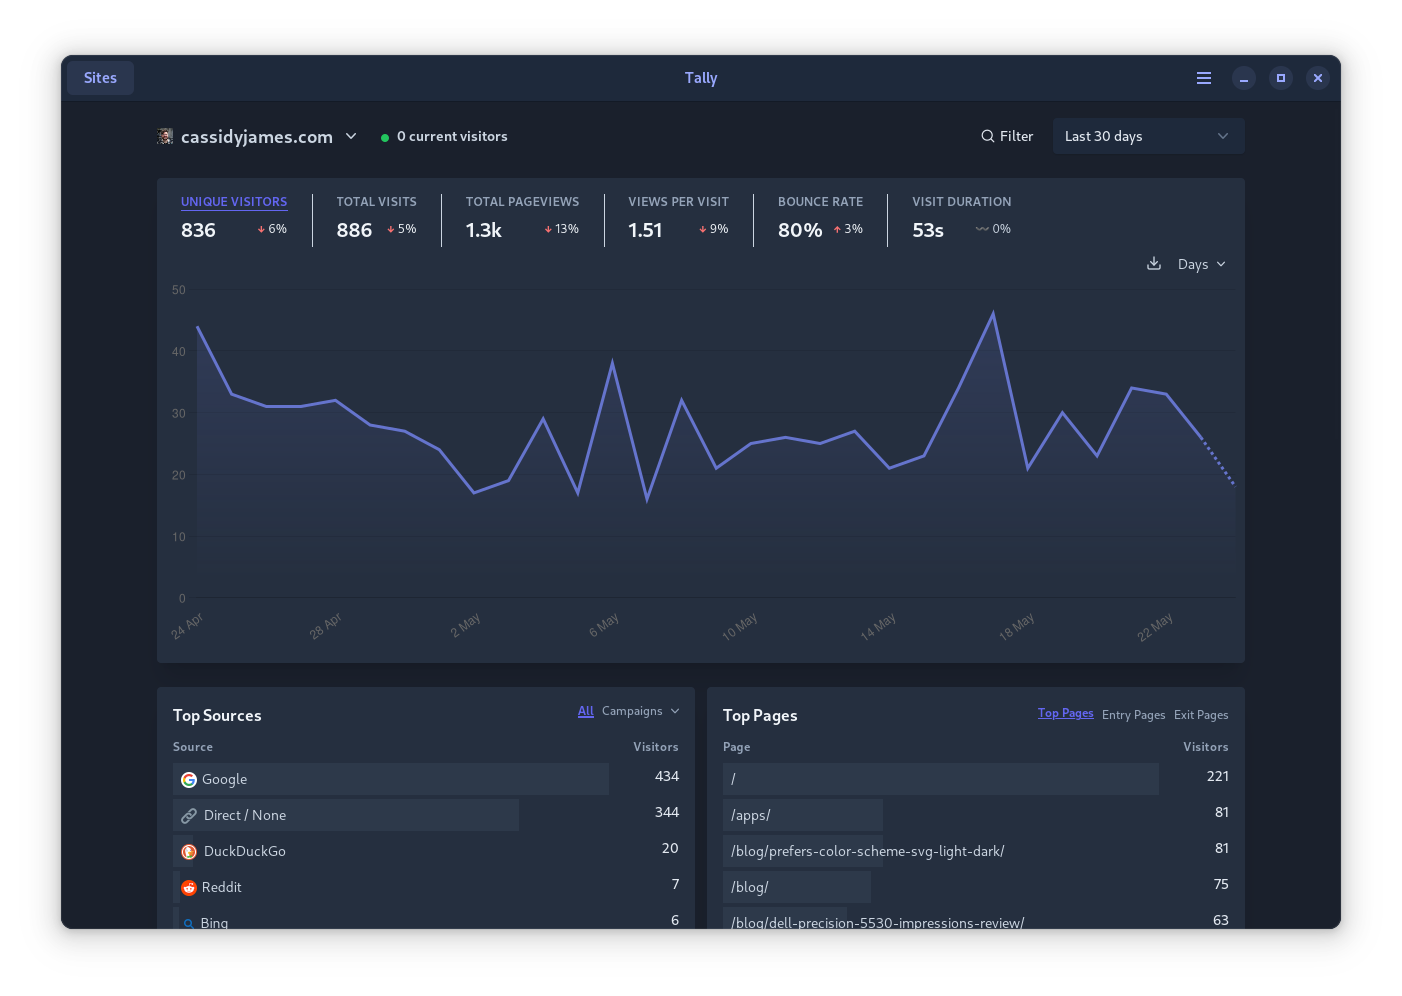 Sites
Tally
cassidyjames.com
0 current visitors
Filter
Last 30 days
UNIQUE VISITORS
836 6%
TOTAL VISITS
886 5%
TOTAL PAGEVIEWS
1.3k 13%
VIEWS PER VISIT
1.51 9%
BOUNCE RATE
80% 3%
VISIT DURATION
53s 0%
Days
50
40
30
20
10
0
24 Apr
28 Apr
2 May
6 May
10 May
14 May
18 May
22 May
Top Sources
All Campaigns
Source Visitors
Google 434
Direct / None 344
DuckDuckGo 20
Reddit 7
Bing 6
Top Pages
Top Pages Entry Pages Exit Pages
Page Visitors
/ 221
/apps/ 81
/blog/prefers-color-scheme-svg-light-dark/ 81
/blog/ 75
/blog/dell-precision-5530-impressions-review/ 63